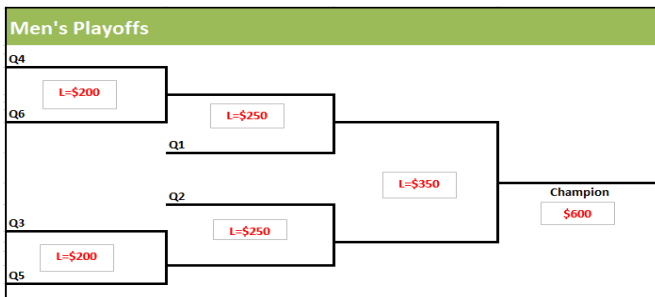 Men's Playoffs
Q4
L=$200
Q6
L=$250
Q1
Q2
L=$350
Champion
$600
Q3
L=$250
L=$200
Q5